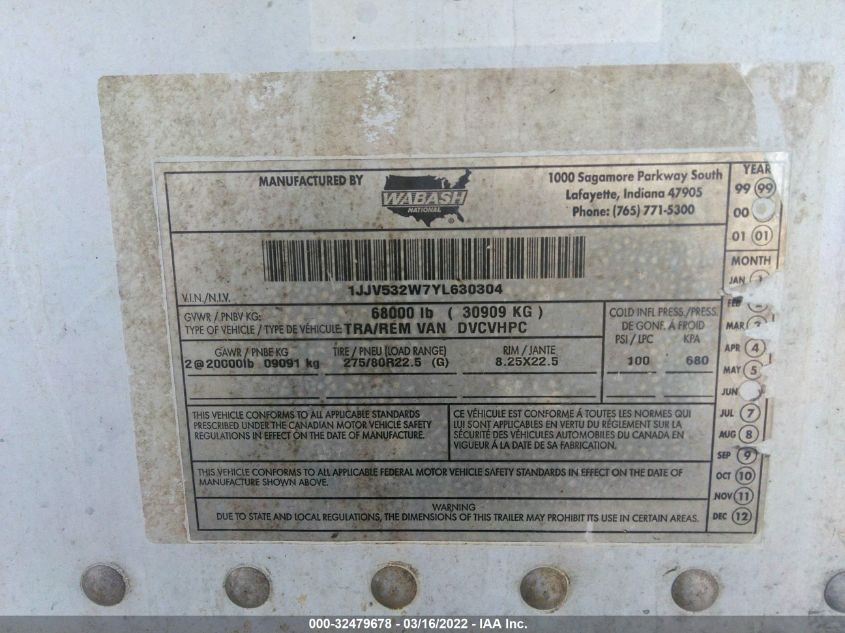 MANUFACTURED BY
WABASH
NATIONAL
1000 Sagamore Parkway South
Lafayette, Indiana 47905
Phone: (765) 771-5300
YEAR
99 99
00
01 01
MONTH
JAN
FEB
MAR
APR 4
MAY 5
JUN
JUL 7
AUG 8
SEP 9
OCT 10
NOV 11
DEC 12
1JJV532W7YL630304
V.I.N./N.I.V.
GVWR / PNBV KG: 68000 lb ( 30909 KG )
TYPE OF VEHICLE / TYPE DE VÉHICULE: TRA/REM VAN DVCVHPC
COLD INFL PRESS./PRESS.
DE GONF. A FROID
PSI / LPC KPA
100 680
GAWR / PNBE KG TIRE / PNEU (LOAD RANGE) RIM / JANTE
2@20000lb 09091 kg 275/80R22.5 (G) 8.25X22.5
THIS VEHICLE CONFORMS TO ALL APPLICABLE STANDARDS
PRESCRIBED UNDER THE CANADIAN MOTOR VEHICLE SAFETY
REGULATIONS IN EFFECT ON THE DATE OF MANUFACTURE.
CE VÉHICULE EST CONFORME Á TOUTES LES NORMES QUI
LUI SONT APPLICABLES EN VERTU DU RÈGLEMENT SUR LA
SÉCURITÉ DES VÉHICULES AUTOMOBILES DU CANADA EN
VIGUEUR À LA DATE DE SA FABRICATION.
THIS VEHICLE CONFORMS TO ALL APPLICABLE FEDERAL MOTOR VEHICLE SAFETY STANDARDS IN EFFECT ON THE DATE OF
MANUFACTURE SHOWN ABOVE.
WARNING
DUE TO STATE AND LOCAL REGULATIONS, THE DIMENSIONS OF THIS TRAILER MAY PROHIBIT ITS USE IN CERTAIN AREAS.
000-32479678 - 03/16/2022 - IAA Inc.